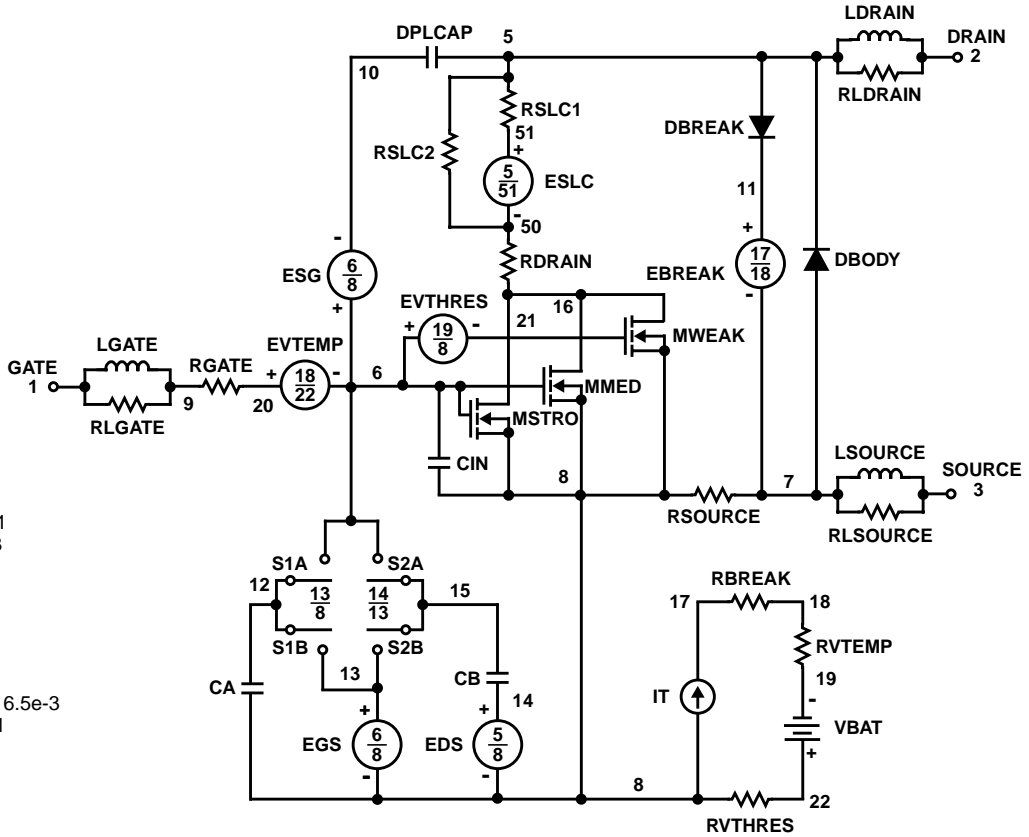 LDRAIN
DPLCAP 5 DRAIN
2
10
RLDRAIN
RSLC1
51
DBREAK
RSLC2
+
5
51
ESLC
11
-
50
-
+
17
18
DBODY
RDRAIN
EBREAK
6
8
ESG
-
EVTHRES
16
+
+
19
8
-
21
MWEAK
LGATE
EVTEMP
GATE
1
RGATE
+
18
22
-
6
MMED
9
20
MSTRO
RLGATE
LSOURCE
CIN
8
7
SOURCE
3
RSOURCE
RLSOURCE
S1A
S2A
12
13
8
14
13
15
RBREAK
17
18
S1B
S2B
RVTEMP
13
CB
19
CA
14
IT
-
+
+
VBAT
EGS
6
8
EDS
5
8
+
-
-
8
22
RVTHRES
6.5e-3